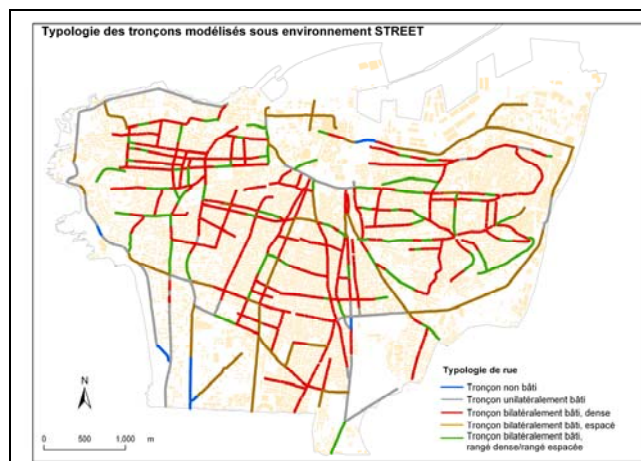 Typologie des tronçons modélisés sous environnement STREET
Typologie de rue
Tronçon non bâti
Tronçon unilatéralement bâti
Tronçon bilatéralement bâti, dense
Tronçon bilatéralement bâti, espacé
Tronçon bilatéralement bâti,
rangé dense/rangé espacée
N
0 500 1,000 m